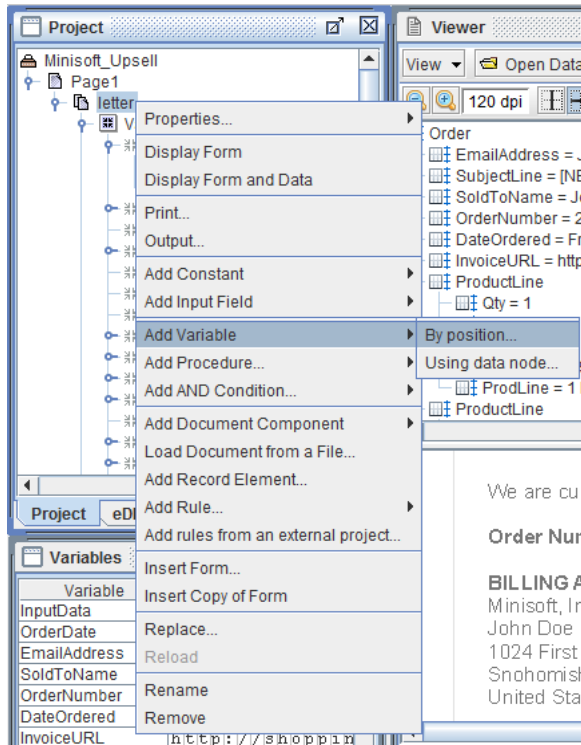 Project
Minisoft_Upsell
Page1
letter
V
Properties...
Display Form
Display Form and Data
Print...
Output...
Add Constant
Add Input Field
Add Variable
Add Procedure...
Add AND Condition...
Add Document Component
Load Document from a File...
Add Record Element...
Add Rule...
Add rules from an external project...
Insert Form...
Insert Copy of Form
Replace...
Reload
Rename
Remove
By position...
Using data node...
Project
Variables
Variable
InputData
OrderDate
EmailAddress
SoldToName
OrderNumber
DateOrdered
InvoiceURL http://shoppin
Viewer
View Open Data
120 dpi
Order
EmailAddress = J
SubjectLine = [NE
SoldToName = Jo
OrderNumber = 2
DateOrdered = Fr
InvoiceURL = http
ProductLine
Qty = 1
ProdLine = 1
ProductLine
We are cu
Order Nur
BILLING A
Minisoft, In
John Doe
1024 First
Snohomish
United Sta